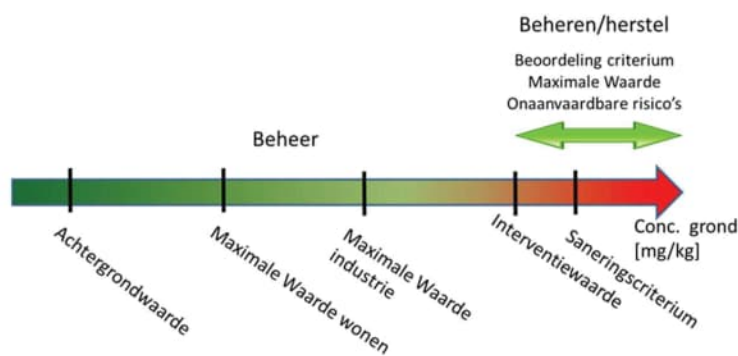 Beheren/herstel
Beoordeling criterium
Maximale Waarde
Onaanvaardbare risico's
Beheer
Achtergrondwaarde
Maximale Waarde wonen
Maximale Waarde
industrie
Interventiewaarde
Saneringscriterium
Conc. grond
[mg/kg]